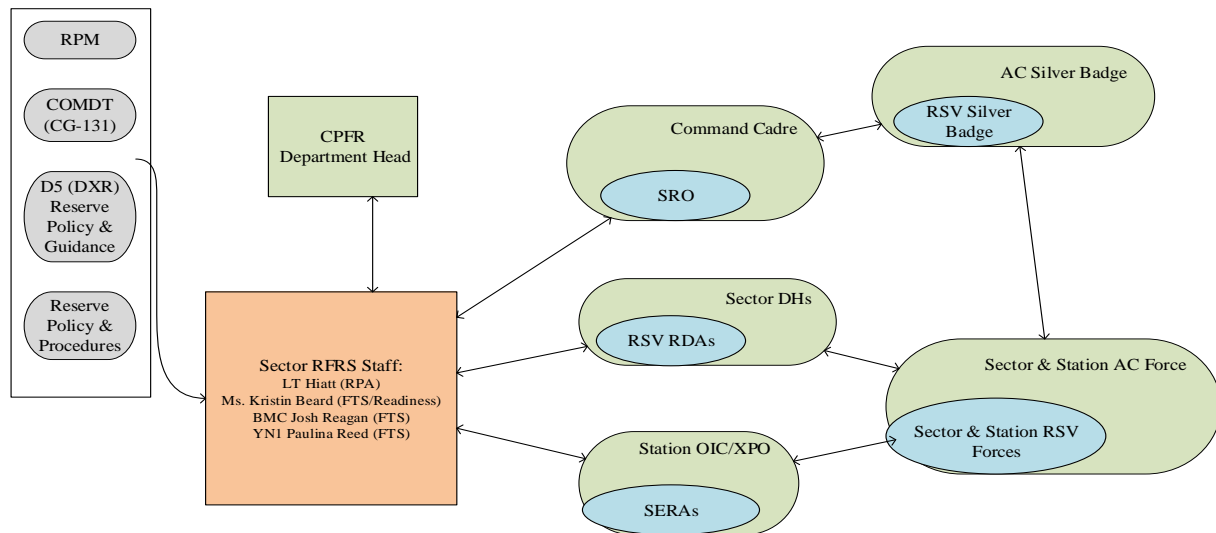 RPM
COMDT
(CG-131)
D5 (DXR)
Reserve
Policy &
Guidance
Reserve
Policy &
Procedures
CPFR
Department Head
Sector RFRS Staff:
LT Hiatt (RPA)
Ms. Kristin Beard (FTS/Readiness)
BMC Josh Reagan (FTS)
YN1 Paulina Reed (FTS)
Command Cadre
SRO
AC Silver Badge
RSV Silver
Badge
Sector DHs
RSV RDAs
Station OIC/XPO
SERAs
Sector & Station AC Force
Sector & Station RSV
Forces